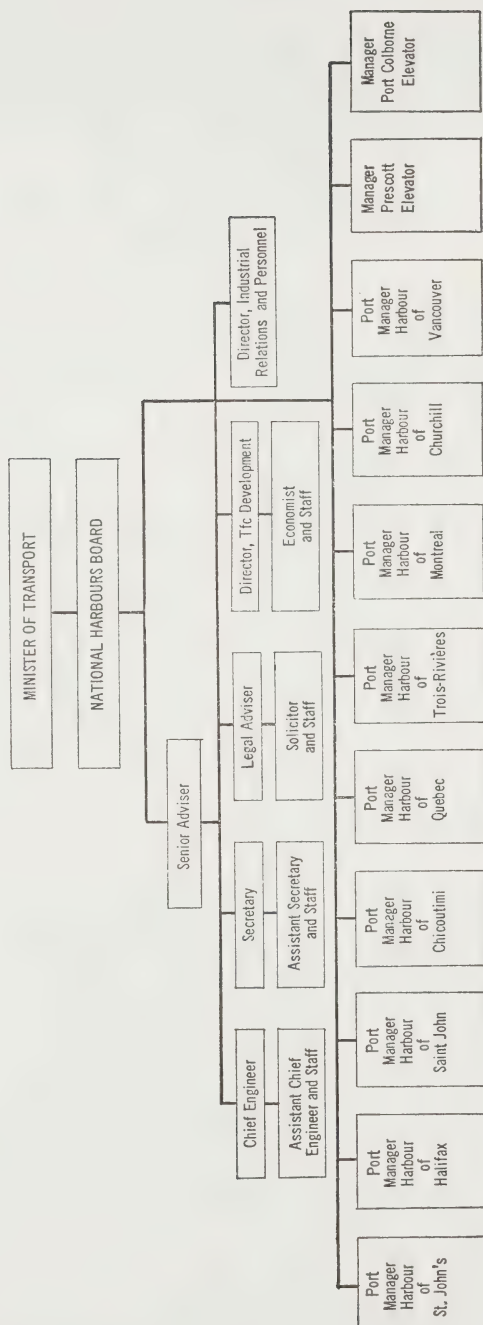 MINISTER OF TRANSPORT
NATIONAL HARBOURS BOARD
Senior Adviser
Chief Engineer
Secretary
Legal Adviser
Director, Tfc Development
Director, Industrial
Relations and Personnel
Assistant Chief
Engineer and Staff
Assistant Secretary
and Staff
Solicitor
and Staff
Economist
and Staff
Port
Manager
Harbour
of
St. John's
Port
Manager
Harbour
of
Halifax
Port
Manager
Harbour
of
Saint John
Port
Manager
Harbour
of
Chicoutimi
Port
Manager
Harbour
of
Quebec
Port
Manager
Harbour
of
Trois-Rivières
Port
Manager
Harbour
of
Montreal
Port
Manager
Harbour
of
Churchill
Port
Manager
Harbour
of
Vancouver
Manager
Prescott
Elevator
Manager
Port Colborne
Elevator